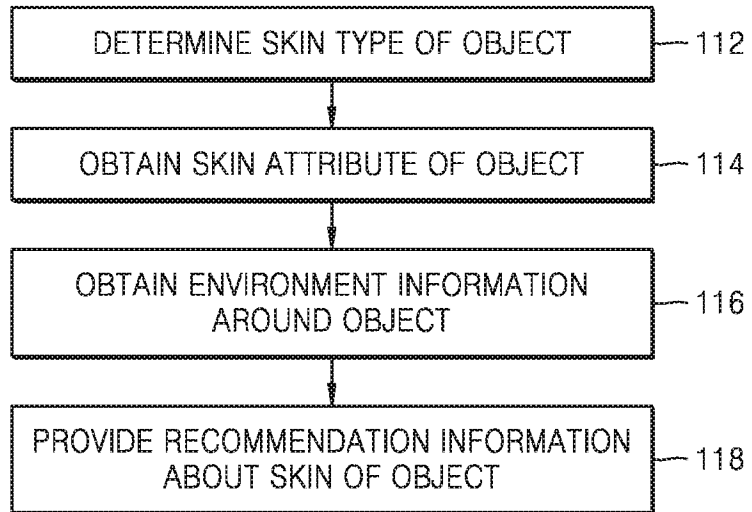 DETERMINE SKIN TYPE OF OBJECT 112
OBTAIN SKIN ATTRIBUTE OF OBJECT 114
OBTAIN ENVIRONMENT INFORMATION
AROUND OBJECT 116
PROVIDE RECOMMENDATION INFORMATION
ABOUT SKIN OF OBJECT 118